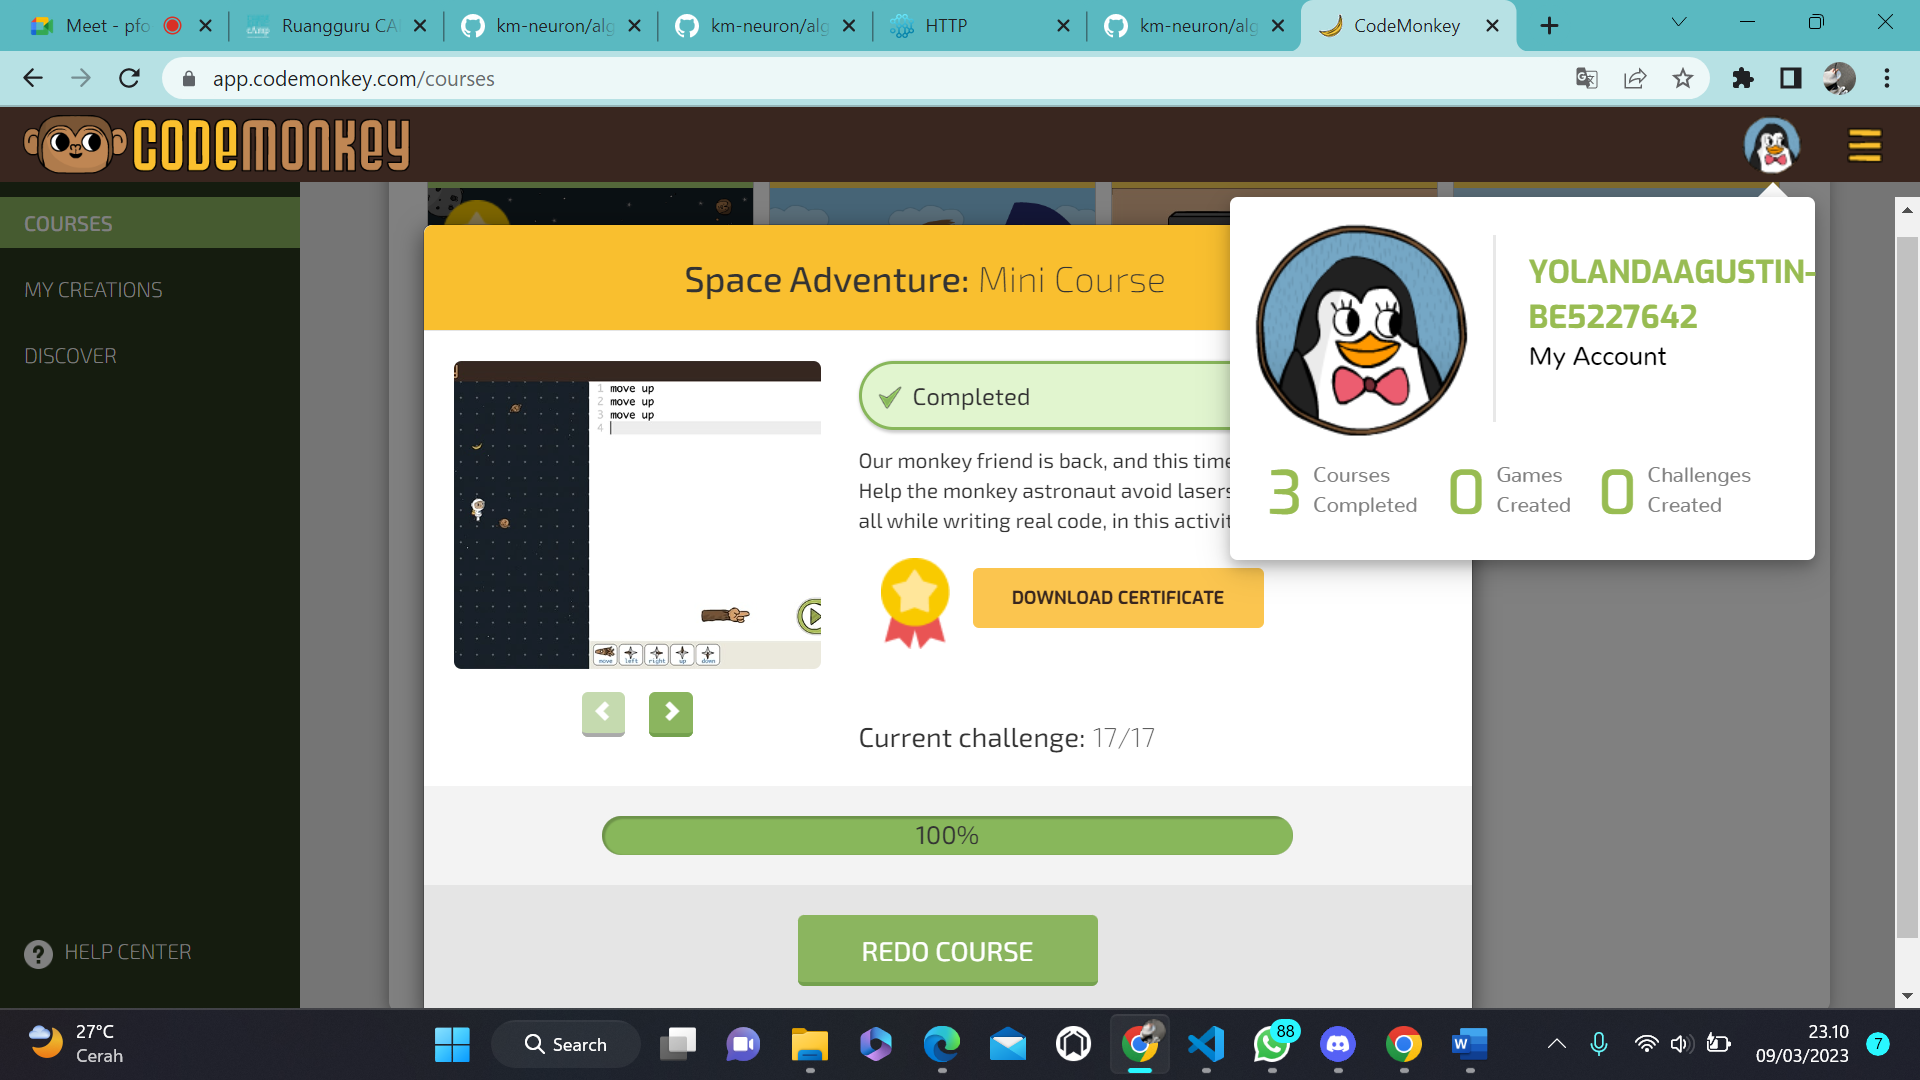 Meet - pfo
Ruangguru CA
km-neuron/alg
km-neuron/alg
HTTP
km-neuron/alg
CodeMonkey
app.codemonkey.com/courses
CODEMONKEY
COURSES
MY CREATIONS
DISCOVER
HELP CENTER
Space Adventure: Mini Course
1 move up
2 move up
3 move up
4
move left right up down
Completed
Our monkey friend is back, and this time
Help the monkey astronaut avoid lasers
all while writing real code, in this activit
DOWNLOAD CERTIFICATE
Current challenge: 17/17
100%
REDO COURSE
YOLANDAAGUSTIN-
BE5227642
My Account
3 Courses Completed
0 Games Created
0 Challenges Created
27°C
Cerah
Search
88
W
23.10
09/03/2023
7